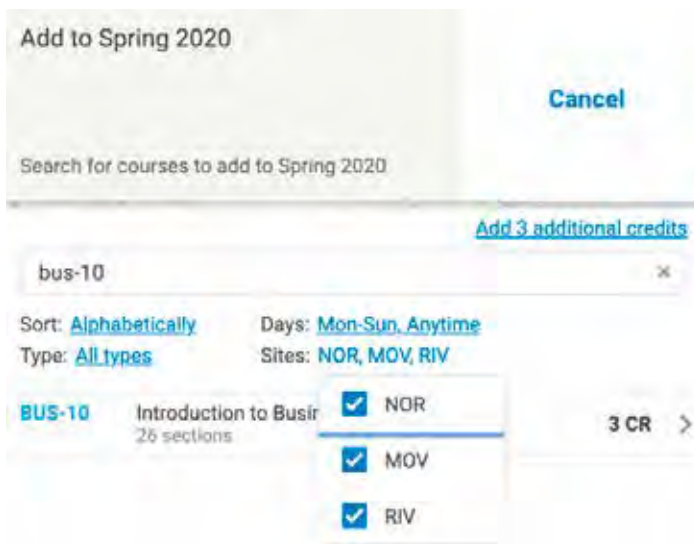 Add to Spring 2020
Cancel
Search for courses to add to Spring 2020
Add 3 additional credits
bus-10 ×
Sort: Alphabetically Days: Mon-Sun, Anytime
Type: All types Sites: NOR, MOV, RIV
BUS-10 Introduction to Busir 3 CR >
26 sections
NOR
MOV
RIV